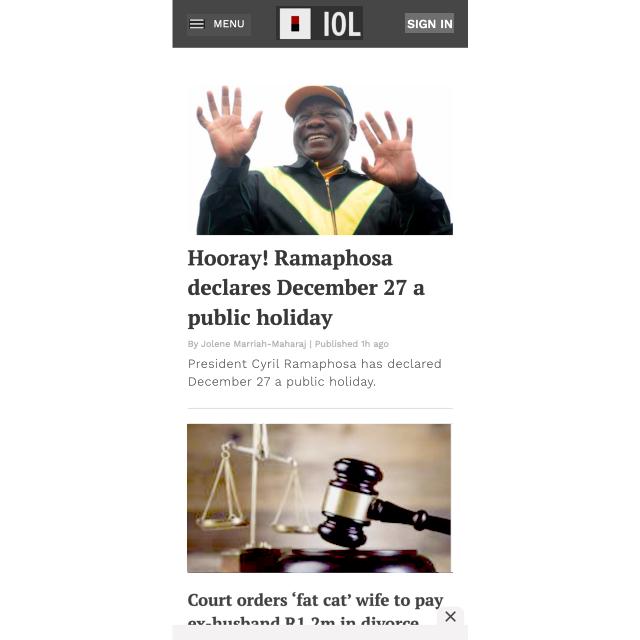 MENU
IOL
SIGN IN
Hooray! Ramaphosa
declares December 27 a
public holiday
By Jolene Marriah-Maharaj | Published 1h ago
President Cyril Ramaphosa has declared
December 27 a public holiday.
Court orders ‘fat cat’ wife to pay
ex-husband R1.2m in divorce